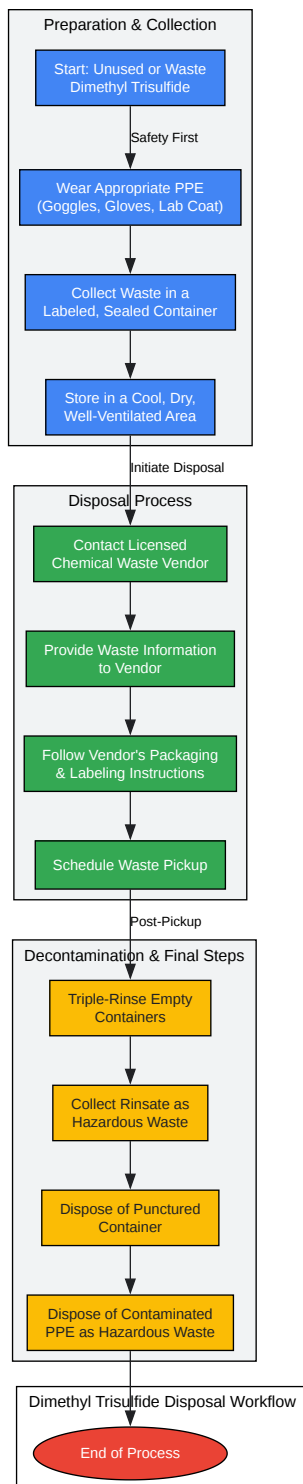 Preparation & Collection
Start: Unused or Waste
Dimethyl Trisulfide
Safety First
Wear Appropriate PPE
(Goggles, Gloves, Lab Coat)
Collect Waste in a
Labeled, Sealed Container
Store in a Cool, Dry,
Well-Ventilated Area
Initiate Disposal
Disposal Process
Contact Licensed
Chemical Waste Vendor
Provide Waste Information
to Vendor
Follow Vendor's Packaging
& Labeling Instructions
Schedule Waste Pickup
Post-Pickup
Decontamination & Final Steps
Triple-Rinse Empty
Containers
Collect Rinsate as
Hazardous Waste
Dispose of Punctured
Container
Dispose of Contaminated
PPE as Hazardous Waste
Dimethyl Trisulfide Disposal Workflow
End of Process